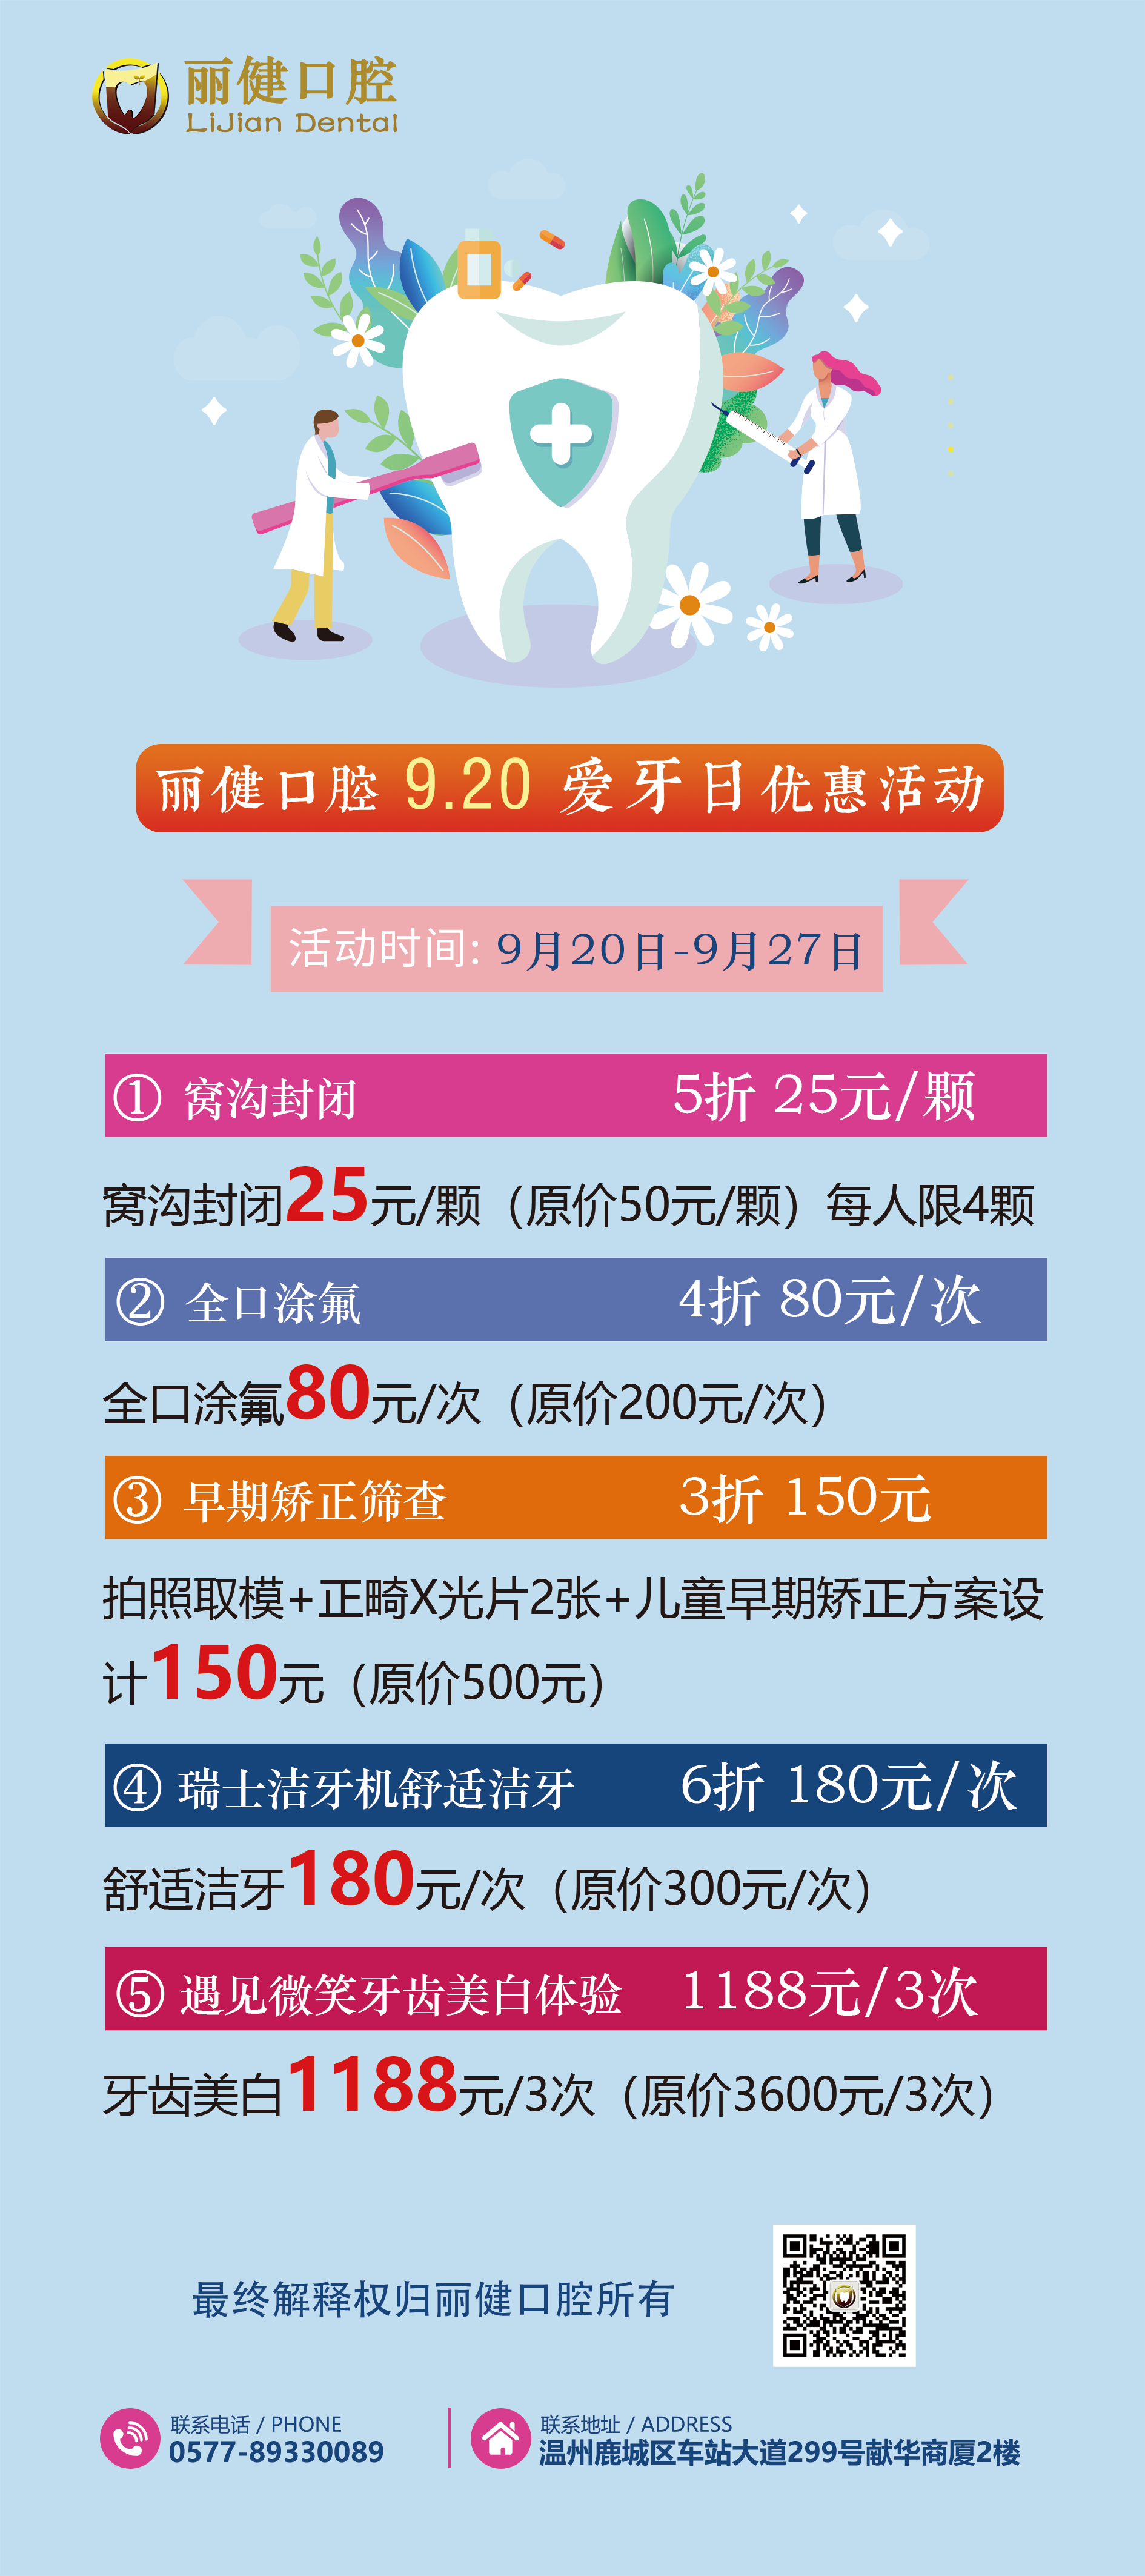 丽健口腔
LiJian Dental
丽健口腔 9.20 爱牙日优惠活动
活动时间: 9月20日-9月27日
① 窝沟封闭 5折 25元/颗
窝沟封闭25元/颗（原价50元/颗）每人限4颗
② 全口涂氟 4折 80元/次
全口涂氟80元/次（原价200元/次）
③ 早期矫正筛查 3折 150元
拍照取模+正畸X光片2张+儿童早期矫正方案设
计150元（原价500元）
④ 瑞士洁牙机舒适洁牙 6折 180元/次
舒适洁牙180元/次（原价300元/次）
⑤ 遇见微笑牙齿美白体验 1188元/3次
牙齿美白1188元/3次（原价3600元/3次）
最终解释权归丽健口腔所有
联系电话 / PHONE
0577-89330089
联系地址 / ADDRESS
温州鹿城区车站大道299号献华商厦2楼